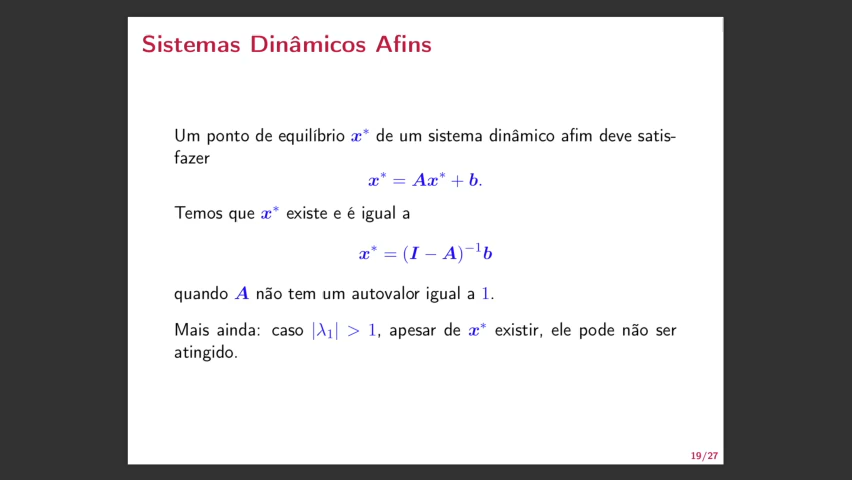 Sistemas Dinâmicos Afins
Um ponto de equilíbrio x* de um sistema dinâmico afim deve satis-
fazer
x* = Ax* + b.
Temos que x* existe e é igual a
x* = (I − A)⁻¹b
quando A não tem um autovalor igual a 1.
Mais ainda: caso |λ₁| > 1, apesar de x* existir, ele pode não ser
atingido.
19/27